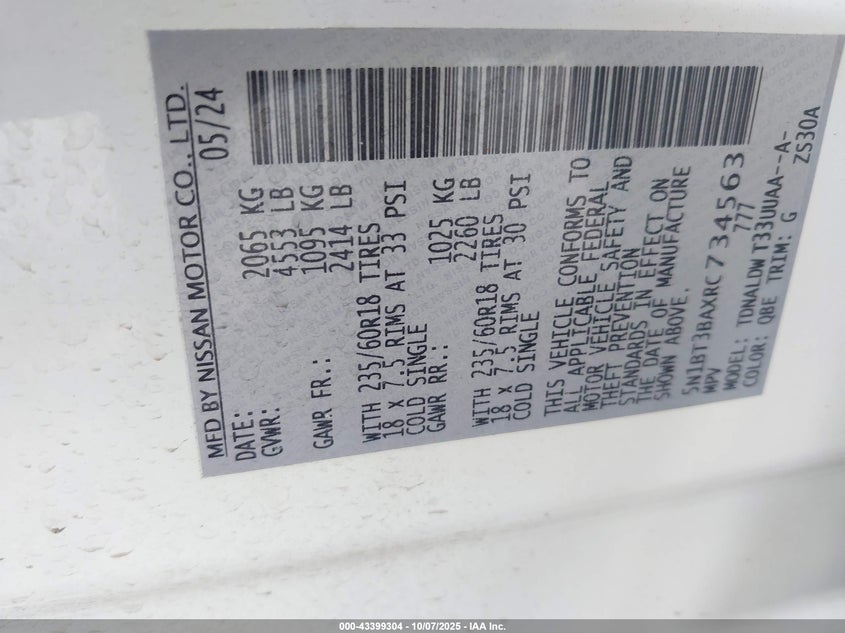 MFD BY NISSAN MOTOR CO., LTD.
DATE: 05/24
GVWR: 2065 KG
4553 LB
GAWR FR.: 1095 KG
2414 LB
WITH 235/60R18 TIRES
18 X 7.5 RIMS AT 33 PSI
COLD SINGLE
GAWR RR.: 1025 KG
2260 LB
WITH 235/60R18 TIRES
18 X 7.5 RIMS AT 30 PSI
COLD SINGLE
THIS VEHICLE CONFORMS TO
ALL APPLICABLE FEDERAL
MOTOR VEHICLE SAFETY AND
THEFT PREVENTION
STANDARDS IN EFFECT ON
THE DATE OF MANUFACTURE
SHOWN ABOVE.
5N1BT3BAXRC734563
MPV 777
MODEL: TDNALDW T33UUAA--A-
COLOR: QBE TRIM: G ZS30A
000-43399304 - 10/07/2025 - IAA Inc.